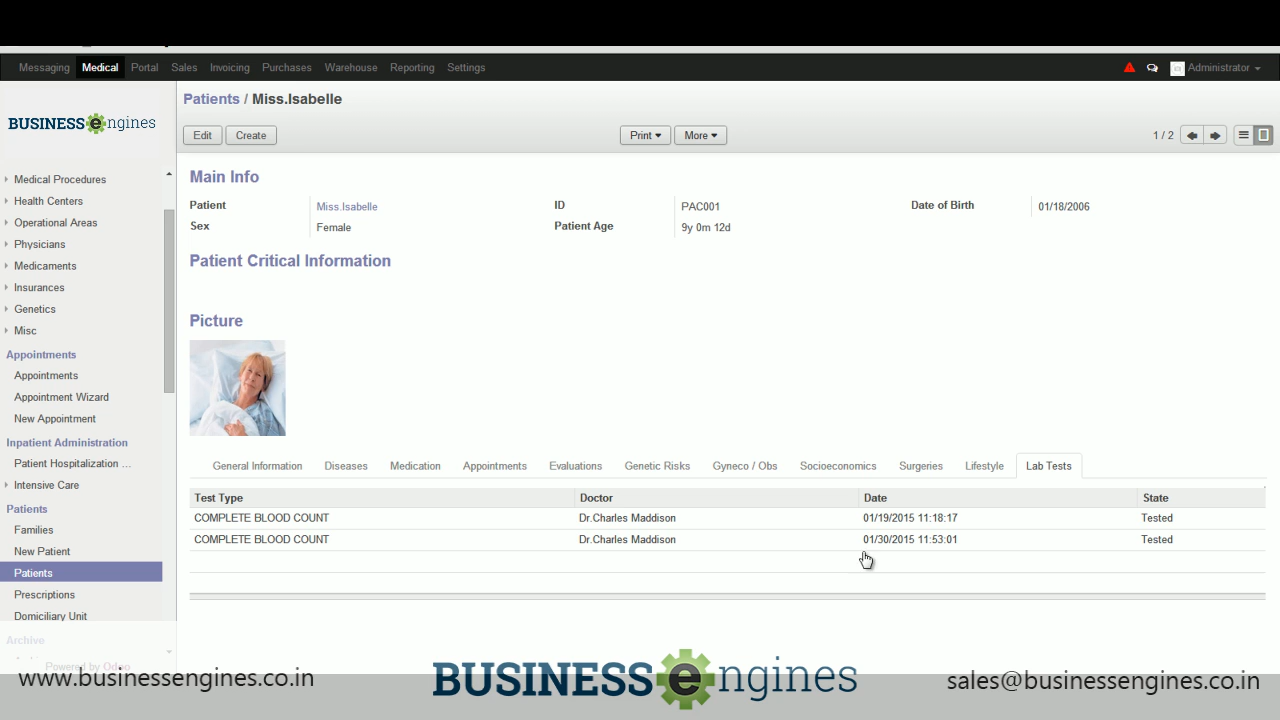 Messaging Medical Portal Sales Invoicing Purchases Warehouse Reporting Settings Administrator
BUSINESS engines
Patients / Miss.Isabelle
Edit Create Print More 1 / 2
Medical Procedures
Health Centers
Operational Areas
Physicians
Medicaments
Insurances
Genetics
Misc
Appointments
Appointments
Appointment Wizard
New Appointment
Inpatient Administration
Patient Hospitalization ...
Intensive Care
Patients
Families
New Patient
Patients
Prescriptions
Domiciliary Unit
Archive
Powered by Odoo
Main Info
Patient Miss.Isabelle ID PAC001 Date of Birth 01/18/2006
Sex Female Patient Age 9y 0m 12d
Patient Critical Information
Picture
General Information Diseases Medication Appointments Evaluations Genetic Risks Gyneco / Obs Socioeconomics Surgeries Lifestyle Lab Tests
Test Type Doctor Date State
COMPLETE BLOOD COUNT Dr.Charles Maddison 01/19/2015 11:18:17 Tested
COMPLETE BLOOD COUNT Dr.Charles Maddison 01/30/2015 11:53:01 Tested
www.businessengines.co.in BUSINESS engines sales@businessengines.co.in